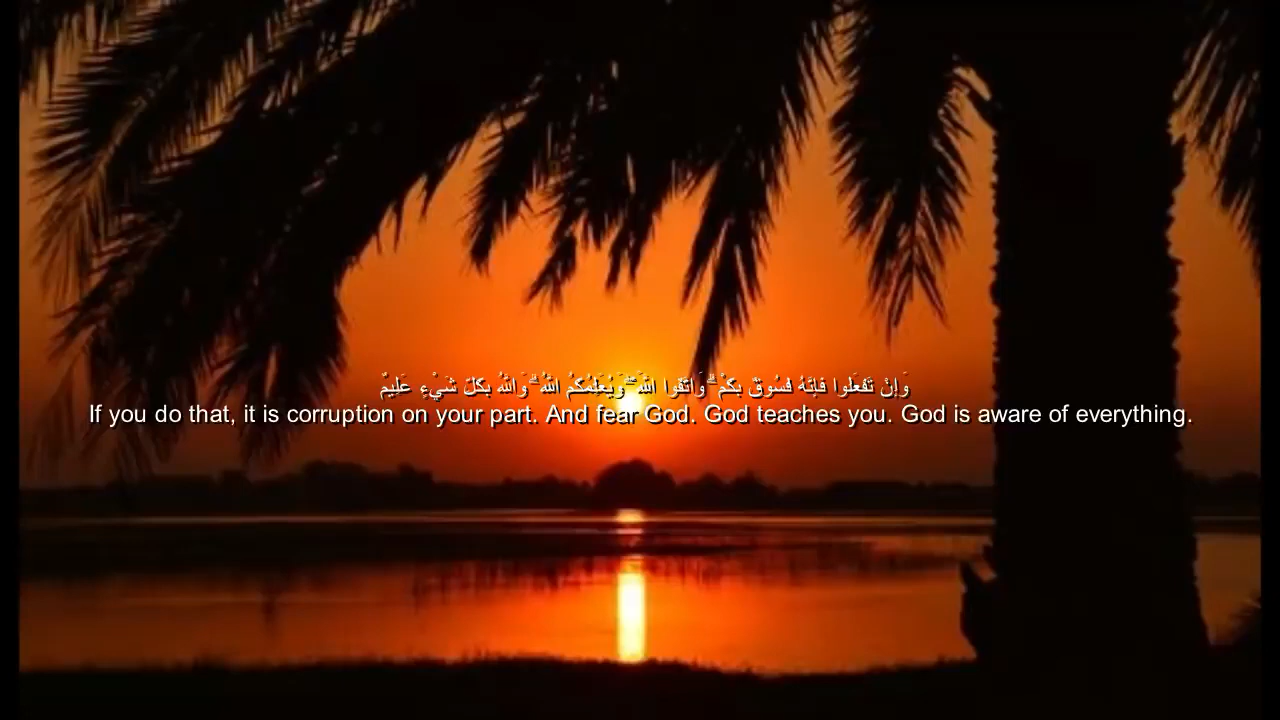 وَإِنْ تَفْعَلُوا فَإِنَّهُ فُسُوقٌ بِكُمْ ۗ وَاتَّقُوا اللَّهَ ۖ وَيُعَلِّمُكُمُ اللَّهُ ۗ وَاللَّهُ بِكُلِّ شَيْءٍ عَلِيمٌ
If you do that, it is corruption on your part. And fear God. God teaches you. God is aware of everything.